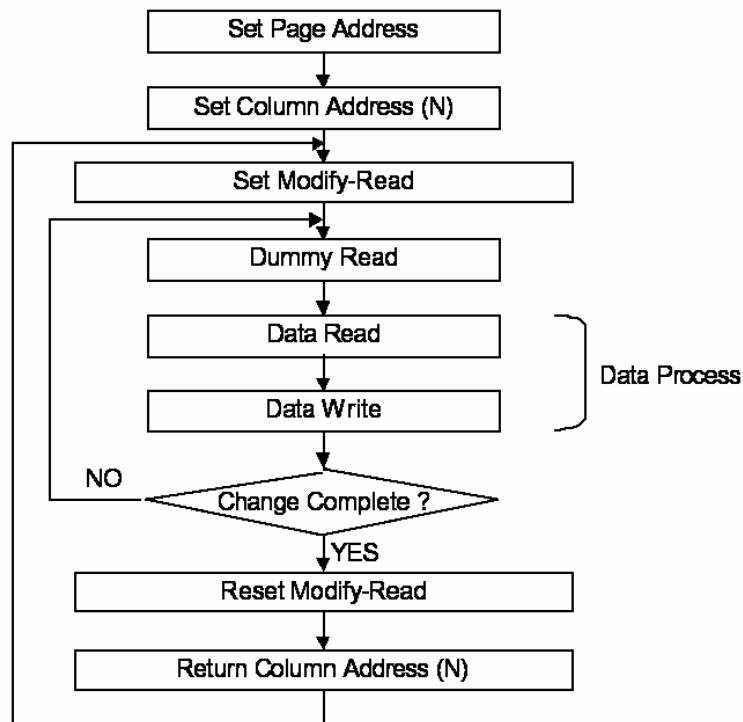 Set Page Address
Set Column Address (N)
Set Modify-Read
Dummy Read
Data Read
Data Process
Data Write
NO
Change Complete ?
YES
Reset Modify-Read
Return Column Address (N)